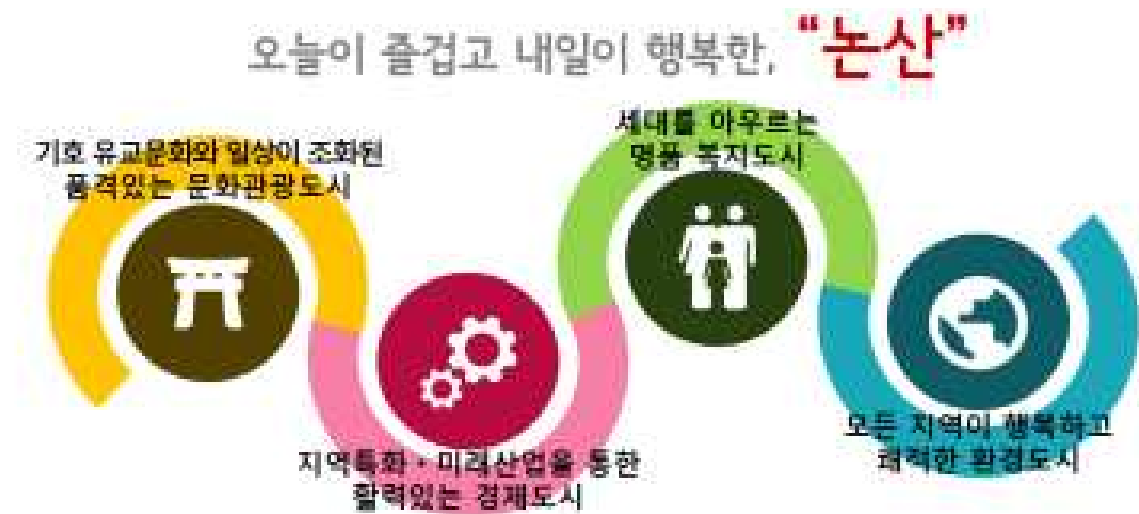 오늘이 즐겁고 내일이 행복한, “논산”
기호 유교문화와 일상이 조화된
품격있는 문화관광도시
세대를 아우르는
명품 복지도시
지역특화·미래산업을 통한
활력있는 경제도시
모든 지역이 행복하고
쾌적한 환경도시